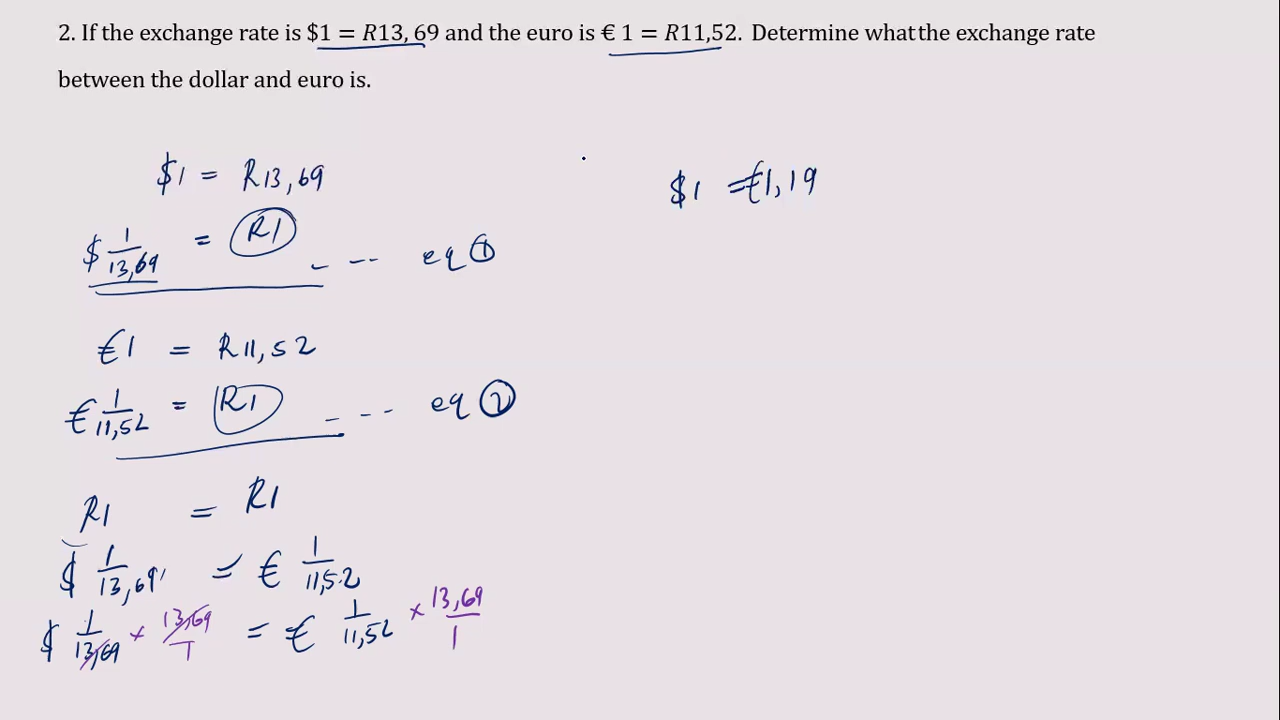 2. If the exchange rate is $1 = R13, 69 and the euro is € 1 = R11,52. Determine what the exchange rate
between the dollar and euro is.
$1 = R13,69
$ 1/13,69 = R1 --- eq ①
€1 = R11,52
€ 1/11,52 = R1 --- eq ②
R1 = R1
$ 1/13,69 = € 1/11,52
$ 1/13,69 × 13,69/1 = € 1/11,52 × 13,69/1
$1 = €1,19